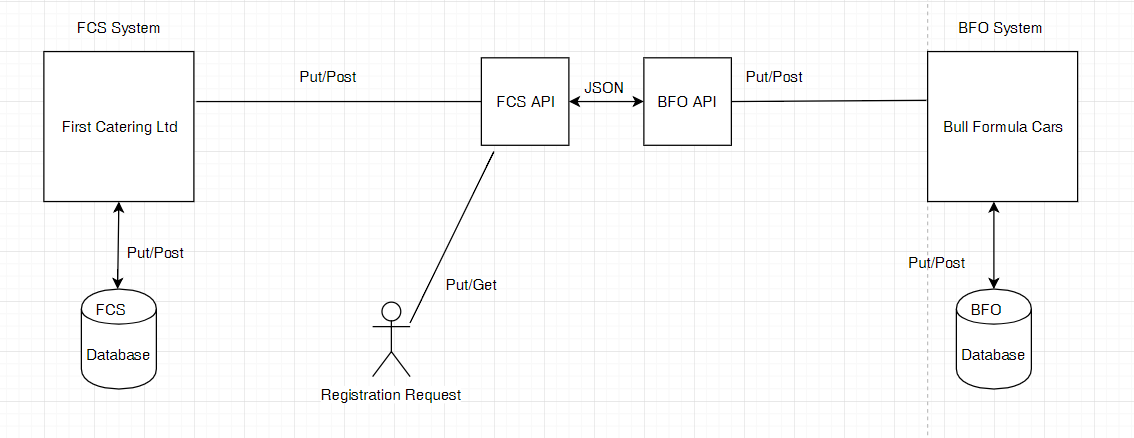 FCS System
BFO System
Put/Post
JSON
Put/Post
FCS API
BFO API
First Catering Ltd
Bull Formula Cars
Put/Post
Put/Post
Put/Get
FCS
Database
BFO
Database
Registration Request